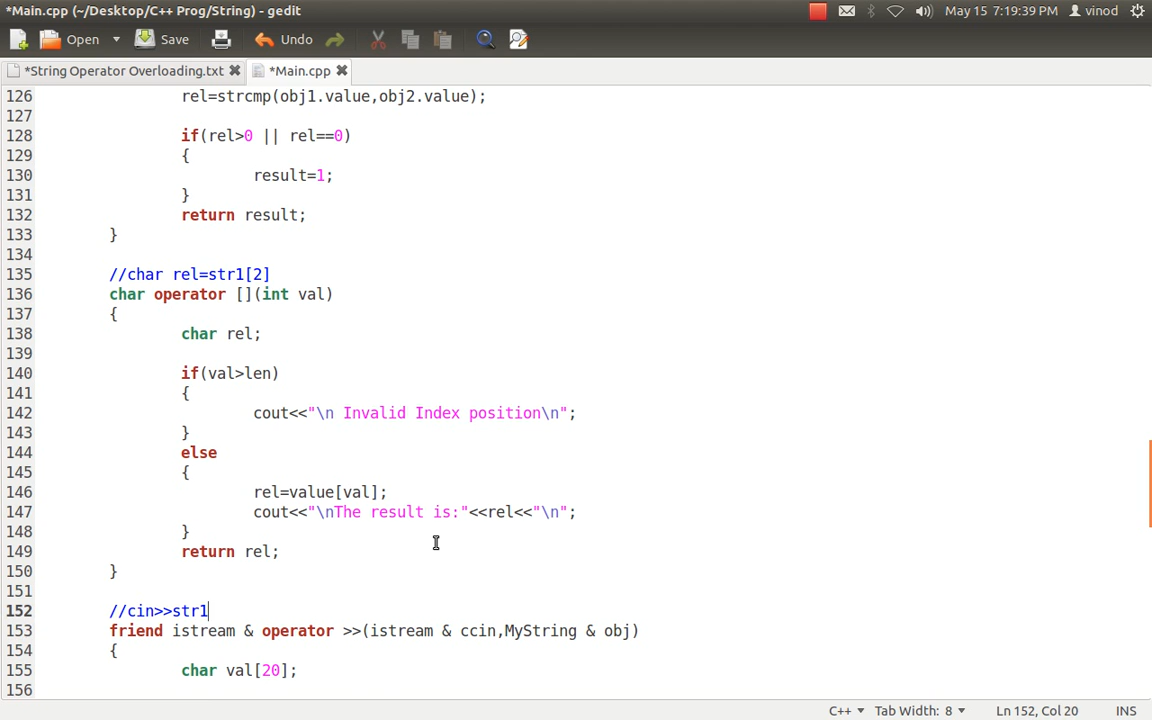 *Main.cpp (~/Desktop/C++ Prog/String) - gedit
May 15 7:19:39 PM vinod
Open Save Undo
*String Operator Overloading.txt *Main.cpp
126 rel=strcmp(obj1.value,obj2.value);
127
128 if(rel>0 || rel==0)
129 {
130 result=1;
131 }
132 return result;
133 }
134
135 //char rel=str1[2]
136 char operator [](int val)
137 {
138 char rel;
139
140 if(val>len)
141 {
142 cout<<"\n Invalid Index position\n";
143 }
144 else
145 {
146 rel=value[val];
147 cout<<"\nThe result is:"<<rel<<"\n";
148 }
149 return rel;
150 }
151
152 //cin>>str1
153 friend istream & operator >>(istream & ccin,MyString & obj)
154 {
155 char val[20];
156
C++ Tab Width: 8 Ln 152, Col 20 INS